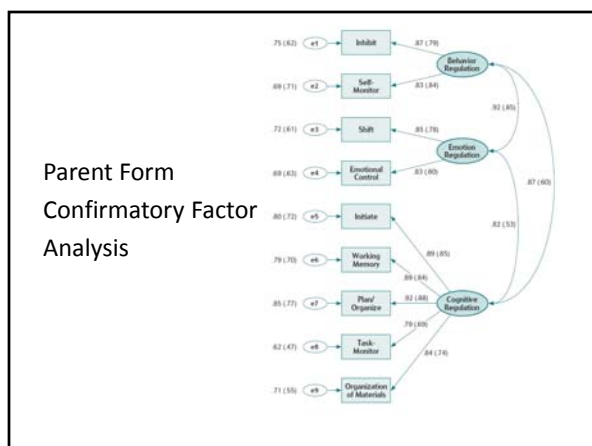 Parent Form
Confirmatory Factor
Analysis
.75 (.62) e1 Inhibit .87 (.79)
Behavior
Regulation
.69 (.71) e2 Self-
Monitor .83 (.84)
.92 (.85)
.72 (.61) e3 Shift .85 (.78)
Emotion
Regulation
.69 (.63) e4 Emotional
Control .83 (.80)
.87 (.60)
.80 (.72) e5 Initiate
.82 (.53)
.89 (.85)
.79 (.70) e6 Working
Memory
.89 (.84)
.85 (.77) e7 Plan/
Organize .92 (.88) Cognitive
Regulation
.79 (.69)
.62 (.47) e8 Task-
Monitor
.84 (.74)
.71 (.55) e9 Organization
of Materials